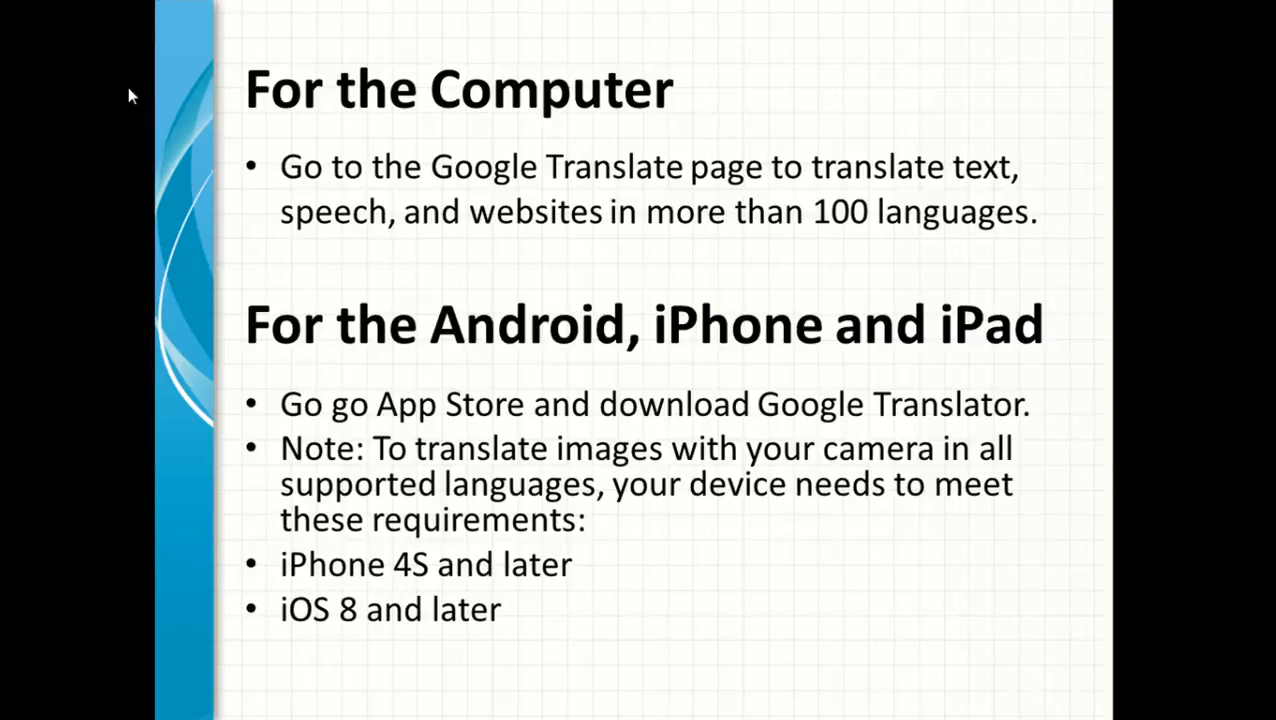 For the Computer
• Go to the Google Translate page to translate text,
speech, and websites in more than 100 languages.
For the Android, iPhone and iPad
• Go go App Store and download Google Translator.
• Note: To translate images with your camera in all
supported languages, your device needs to meet
these requirements:
• iPhone 4S and later
• iOS 8 and later